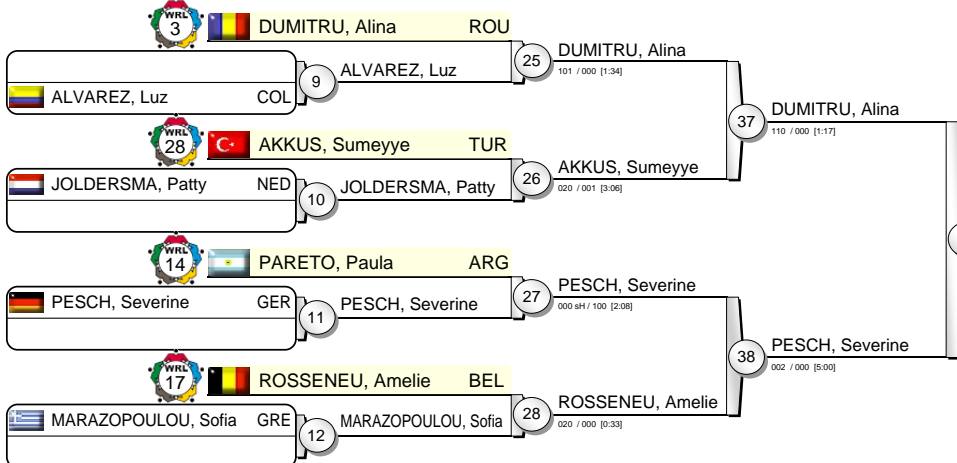 WRL
3
DUMITRU, Alina ROU
DUMITRU, Alina
25
101 / 000 [1:34]
ALVAREZ, Luz
9
ALVAREZ, Luz COL
DUMITRU, Alina
37
110 / 000 [1:17]
WRL
28
AKKUS, Sumeyye TUR
AKKUS, Sumeyye
26
020 / 001 [3:06]
JOLDERSMA, Patty NED
JOLDERSMA, Patty
10
WRL
14
PARETO, Paula ARG
PESCH, Severine
27
000 sH / 100 [2:08]
PESCH, Severine GER
PESCH, Severine
11
PESCH, Severine
38
002 / 000 [5:00]
WRL
17
ROSSENEU, Amelie BEL
ROSSENEU, Amelie
28
020 / 000 [0:33]
MARAZOPOULOU, Sofia GRE
MARAZOPOULOU, Sofia
12